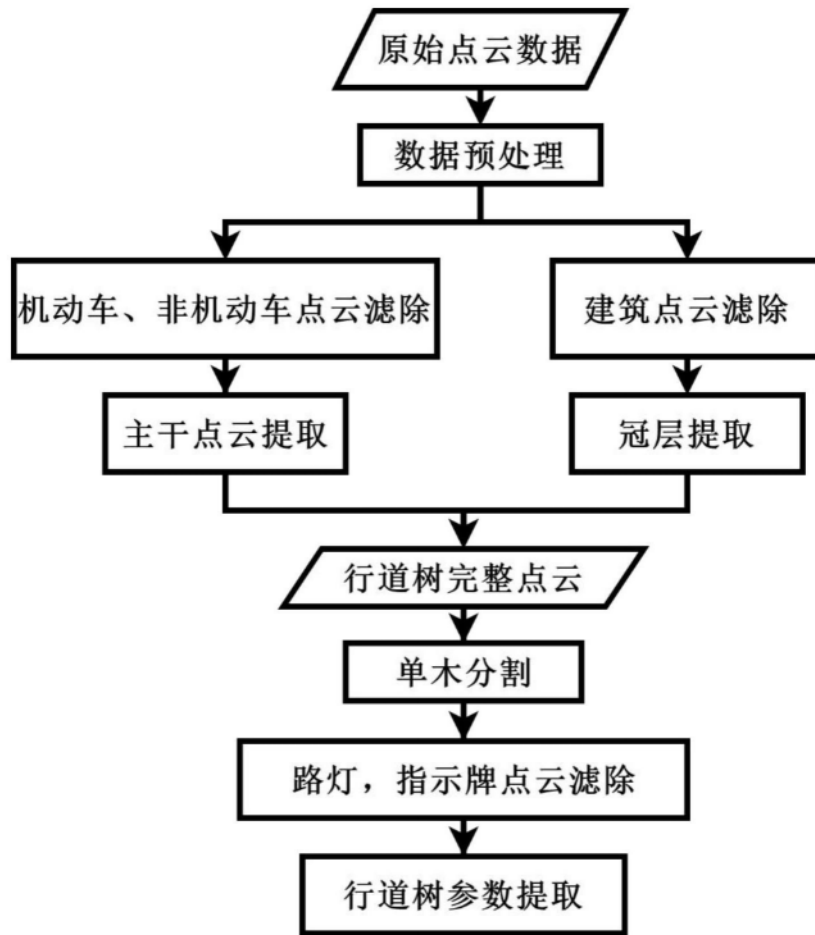 原始点云数据
数据预处理
机动车、非机动车点云滤除
建筑点云滤除
主干点云提取
冠层提取
行道树完整点云
单木分割
路灯，指示牌点云滤除
行道树参数提取